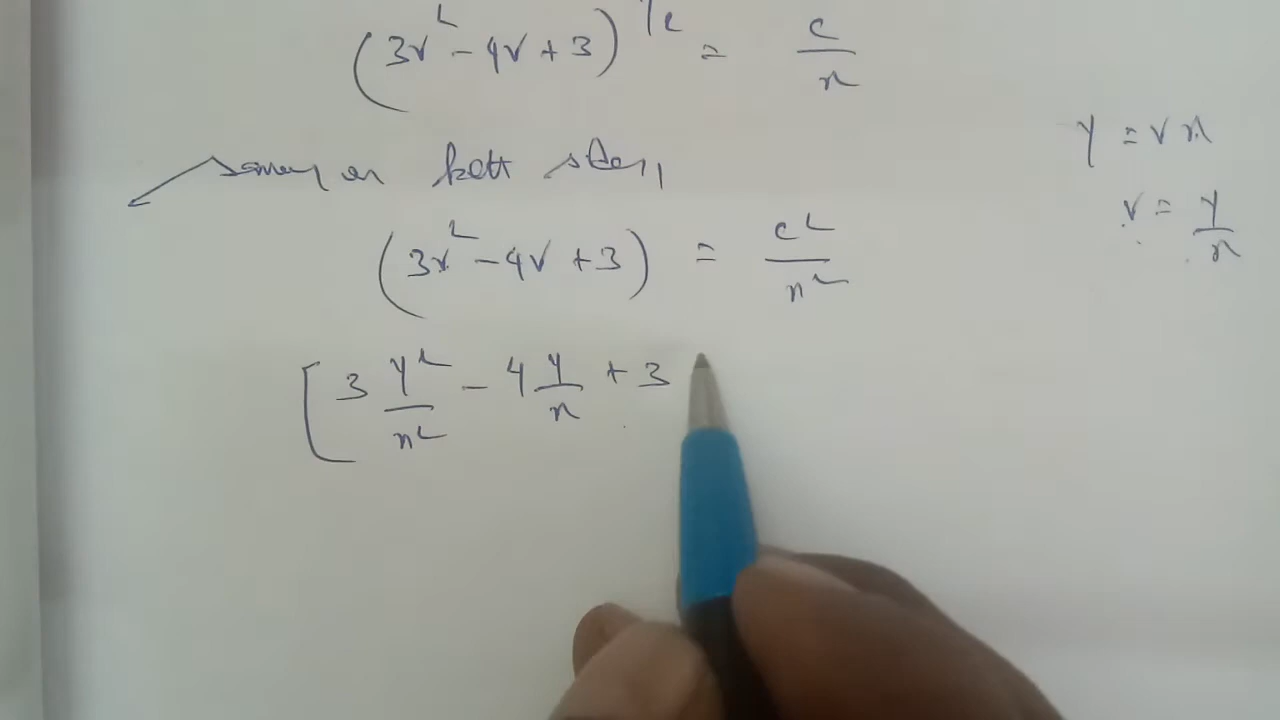 (3v² - 4v + 3)^1/2 = c/x
Squaring on both sides,
(3v² - 4v + 3) = c²/x²
[3 y²/x² - 4 y/x + 3
y = vx
v = y/x